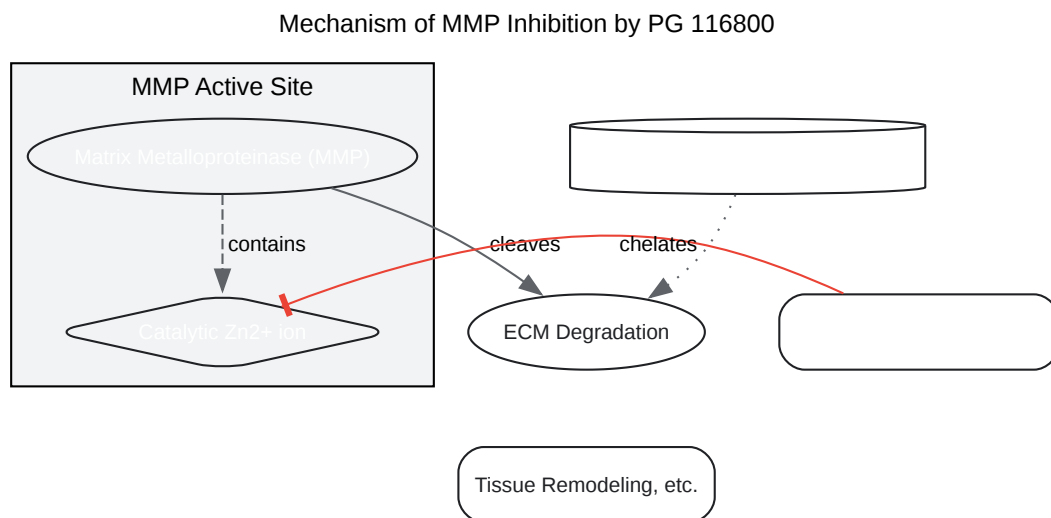 Mechanism of MMP Inhibition by PG 116800
MMP Active Site
Matrix Metalloproteinase (MMP)
contains
cleaves
chelates
Catalytic Zn2+ ion
ECM Degradation
Tissue Remodeling, etc.